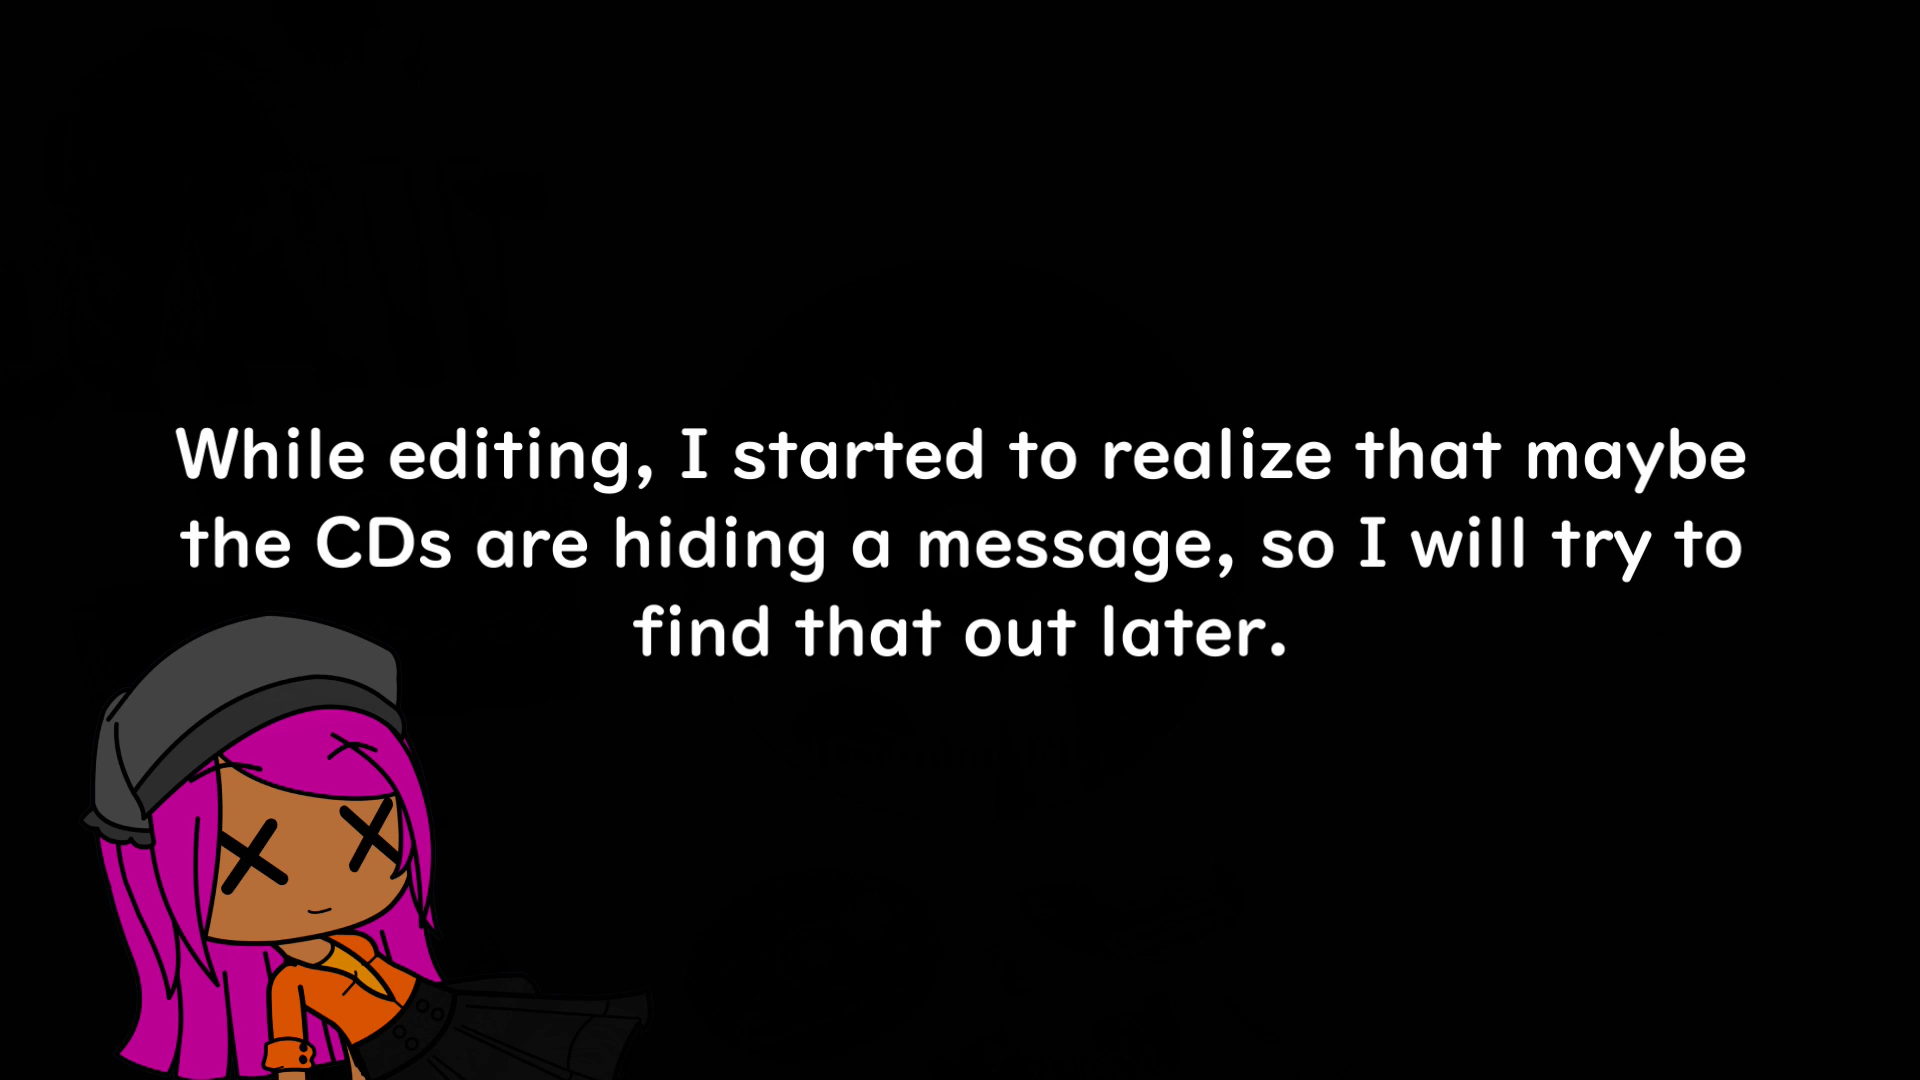 While editing, I started to realize that maybe
the CDs are hiding a message, so I will try to
find that out later.